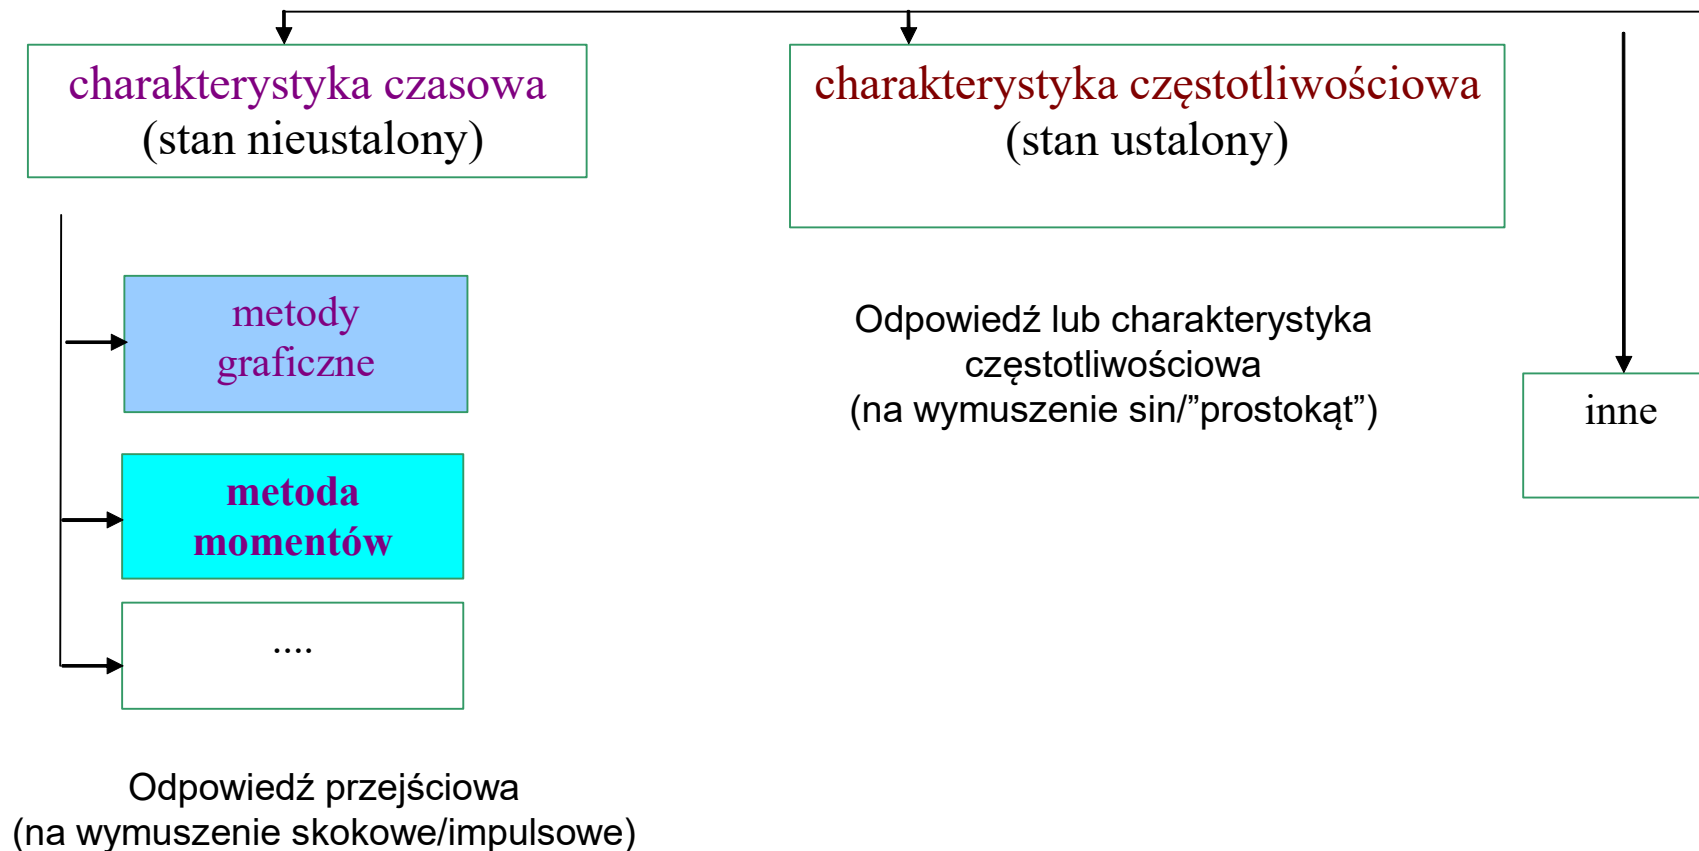 charakterystyka czasowa
(stan nieustalony)
charakterystyka częstotliwościowa
(stan ustalony)
metody
graficzne
Odpowiedź lub charakterystyka
częstotliwościowa
(na wymuszenie sin/”prostokąt”)
inne
metoda
momentów
....
Odpowiedź przejściowa
(na wymuszenie skokowe/impulsowe)